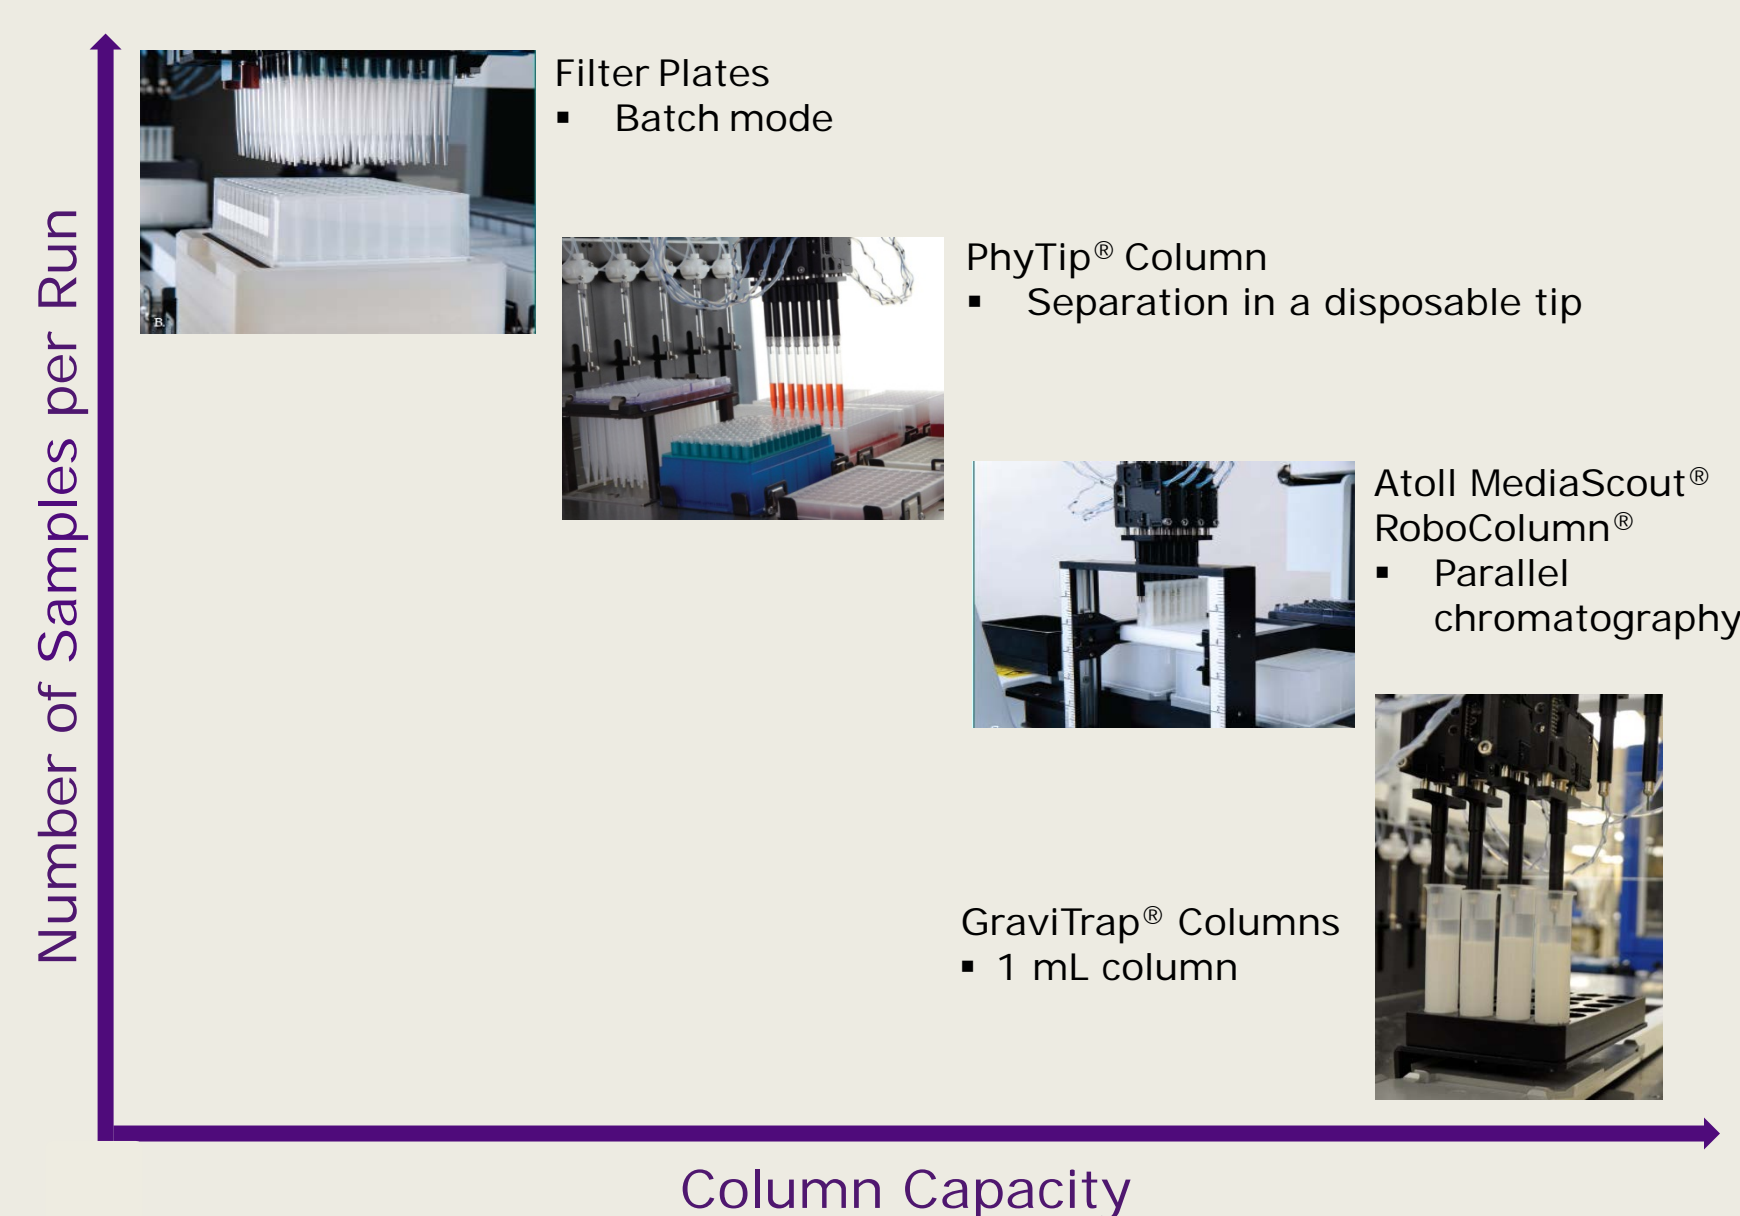 Filter Plates
▪ Batch mode
B.
PhyTip® Column
▪ Separation in a disposable tip
Atoll MediaScout®
RoboColumn®
▪ Parallel
chromatography
GraviTrap® Columns
▪ 1 mL column
Number of Samples per Run
Column Capacity